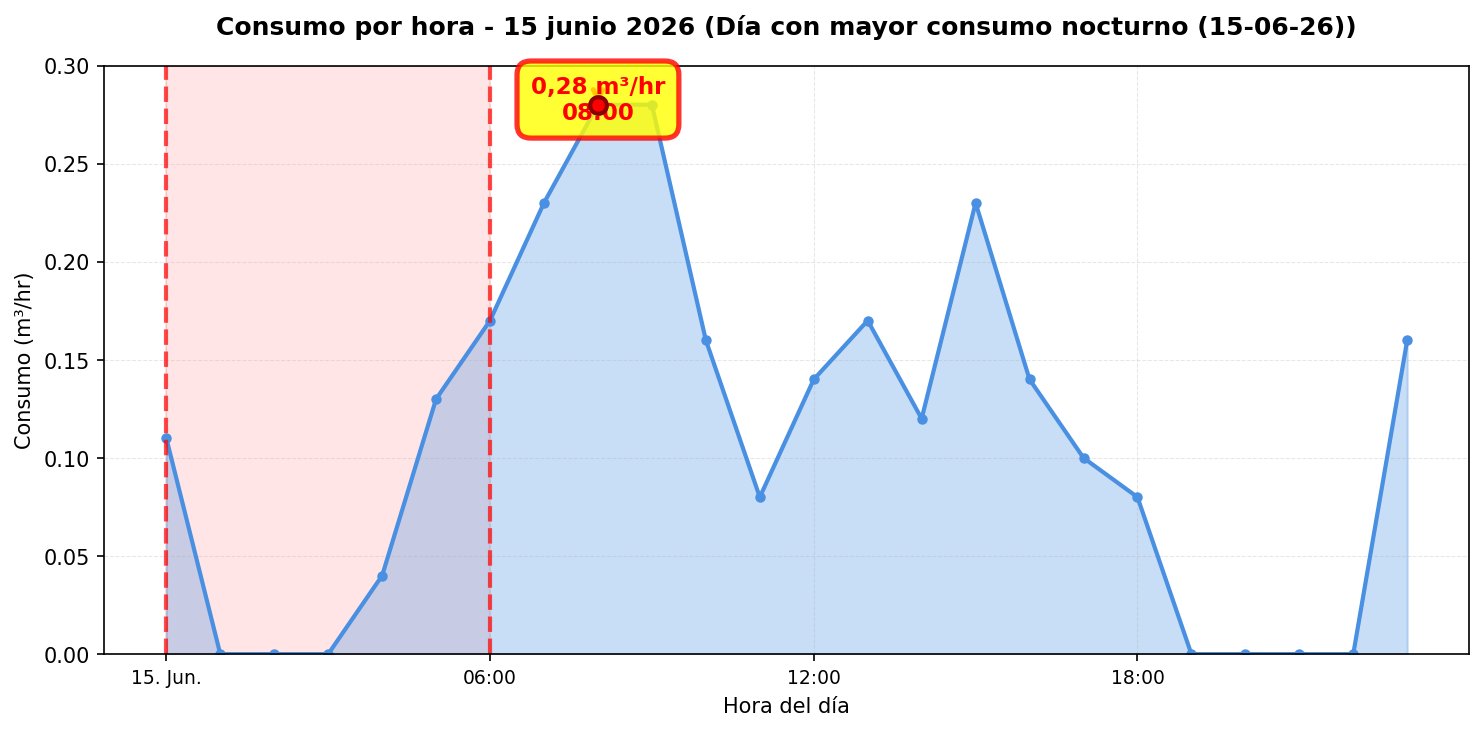 Consumo por hora - 15 junio 2026 (Día con mayor consumo nocturno (15-06-26))
0,28 m³/hr
08:00
Consumo (m³/hr)
0.30
0.25
0.20
0.15
0.10
0.05
0.00
15. Jun.
06:00
12:00
18:00
Hora del día